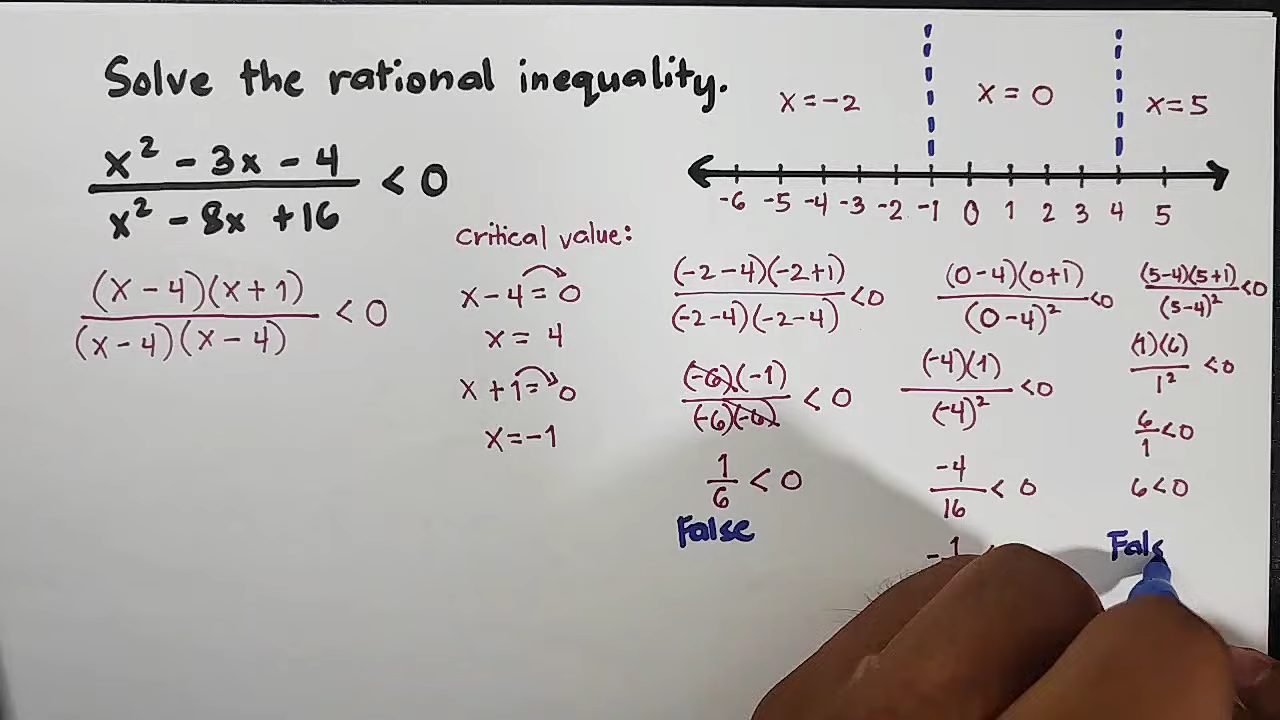 Solve the rational inequality.
x² - 3x - 4 / x² - 8x + 16 < 0
(x - 4)(x + 1) / (x - 4)(x - 4) < 0
critical value:
x - 4 = 0
x = 4
x + 1 = 0
x = -1
x = -2 x = 0 x = 5
-6 -5 -4 -3 -2 -1 0 1 2 3 4 5
(-2-4)(-2+1) / (-2-4)(-2-4) < 0
(-6)(-1) / (-6)(-6) < 0
1/6 < 0
False
(0-4)(0+1) / (0-4)² < 0
(-4)(1) / (-4)² < 0
-4/16 < 0
-1
(5-4)(5+1) / (5-4)² < 0
(1)(6) / 1² < 0
6/1 < 0
6 < 0
Fals